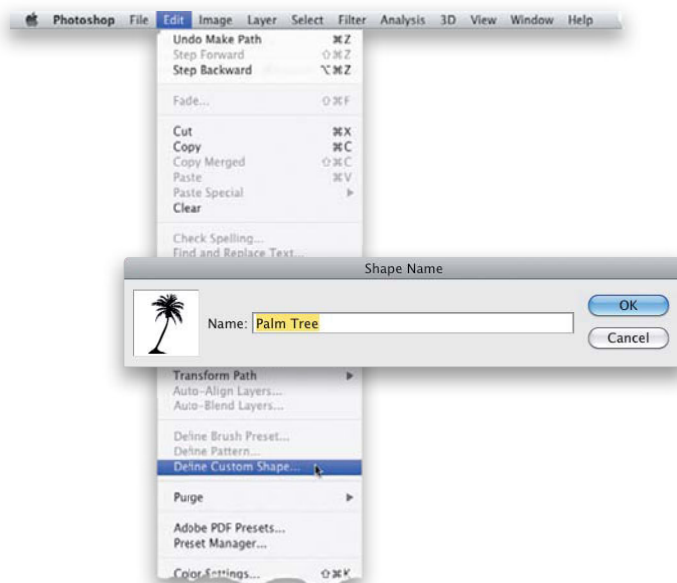 Photoshop File Edit Image Layer Select Filter Analysis 3D View Window Help
Undo Make Path ⌘Z
Step Forward ⇧⌘Z
Step Backward ⌥⌘Z
Fade... ⇧⌘F
Cut ⌘X
Copy ⌘C
Copy Merged ⇧⌘C
Paste ⌘V
Paste Special
Clear
Check Spelling...
Find and Replace Text...
Shape Name
Name: Palm Tree
OK
Cancel
Transform Path
Auto-Align Layers...
Auto-Blend Layers...
Define Brush Preset...
Define Pattern...
Define Custom Shape...
Purge
Adobe PDF Presets...
Preset Manager...
Color Settings... ⇧⌘K